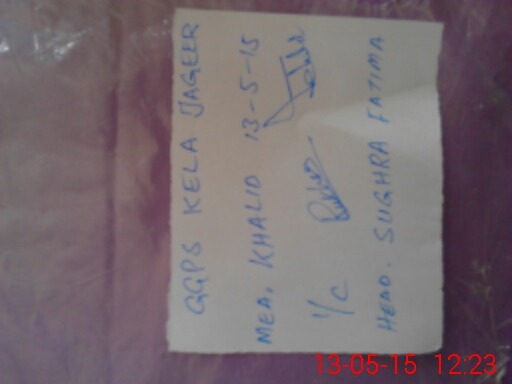 GGPS KELA JAGEER
MEA. KHALID 13-5-15
I/C
HEAD. SUGHRA FATIMA
13-05-15 12:23